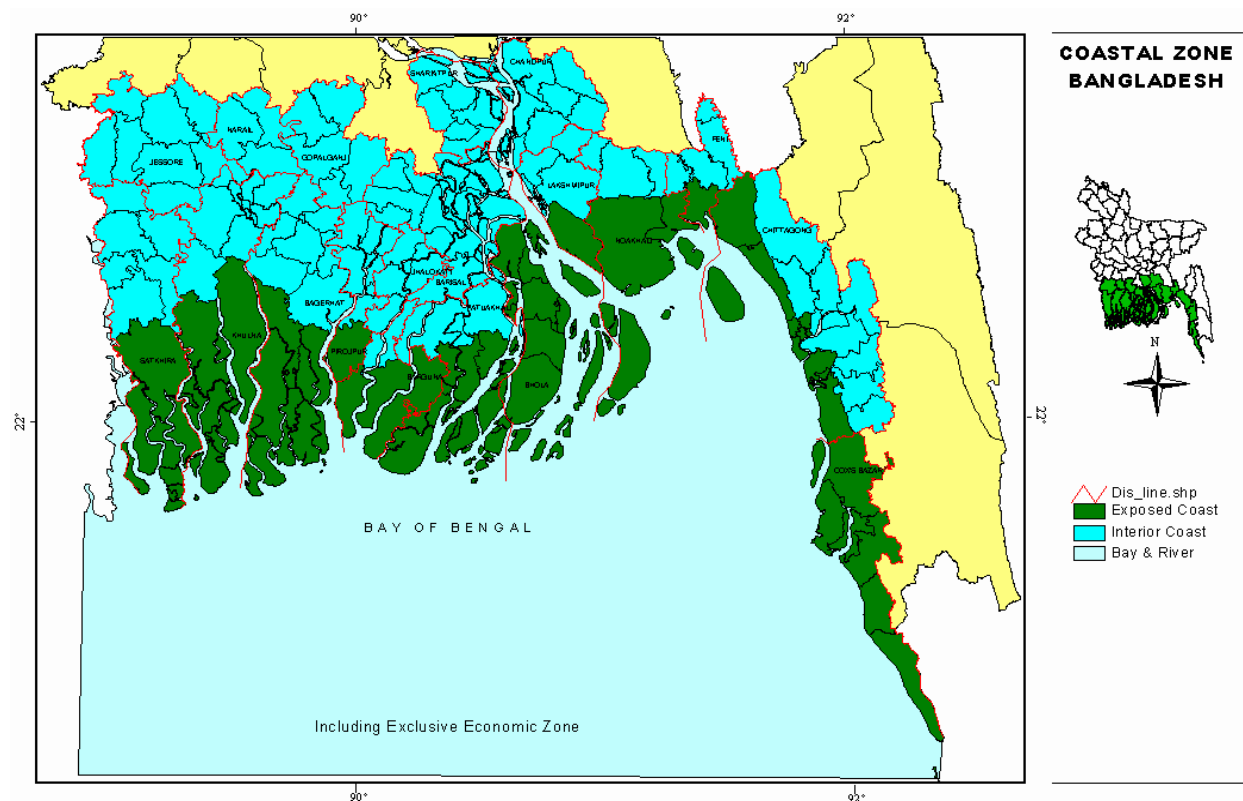 90°
92°
COASTAL ZONE
BANGLADESH
SHARIATPUR
CHANDPUR
NARAIL
FENI
JESSORE
GOPALGANJ
LAKSHMIPUR
CHITTAGONG
NOAKHALI
JHALOKATI
BARISAL
BAGERHAT
PATUAKHALI
KHULNA
PIROJPUR
SATKHIRA
BARGUNA
BHOLA
N
22°
22°
COX'S BAZAR
Dis_line.shp
Exposed Coast
Interior Coast
Bay & River
BAY OF BENGAL
Including Exclusive Economic Zone
90°
92°